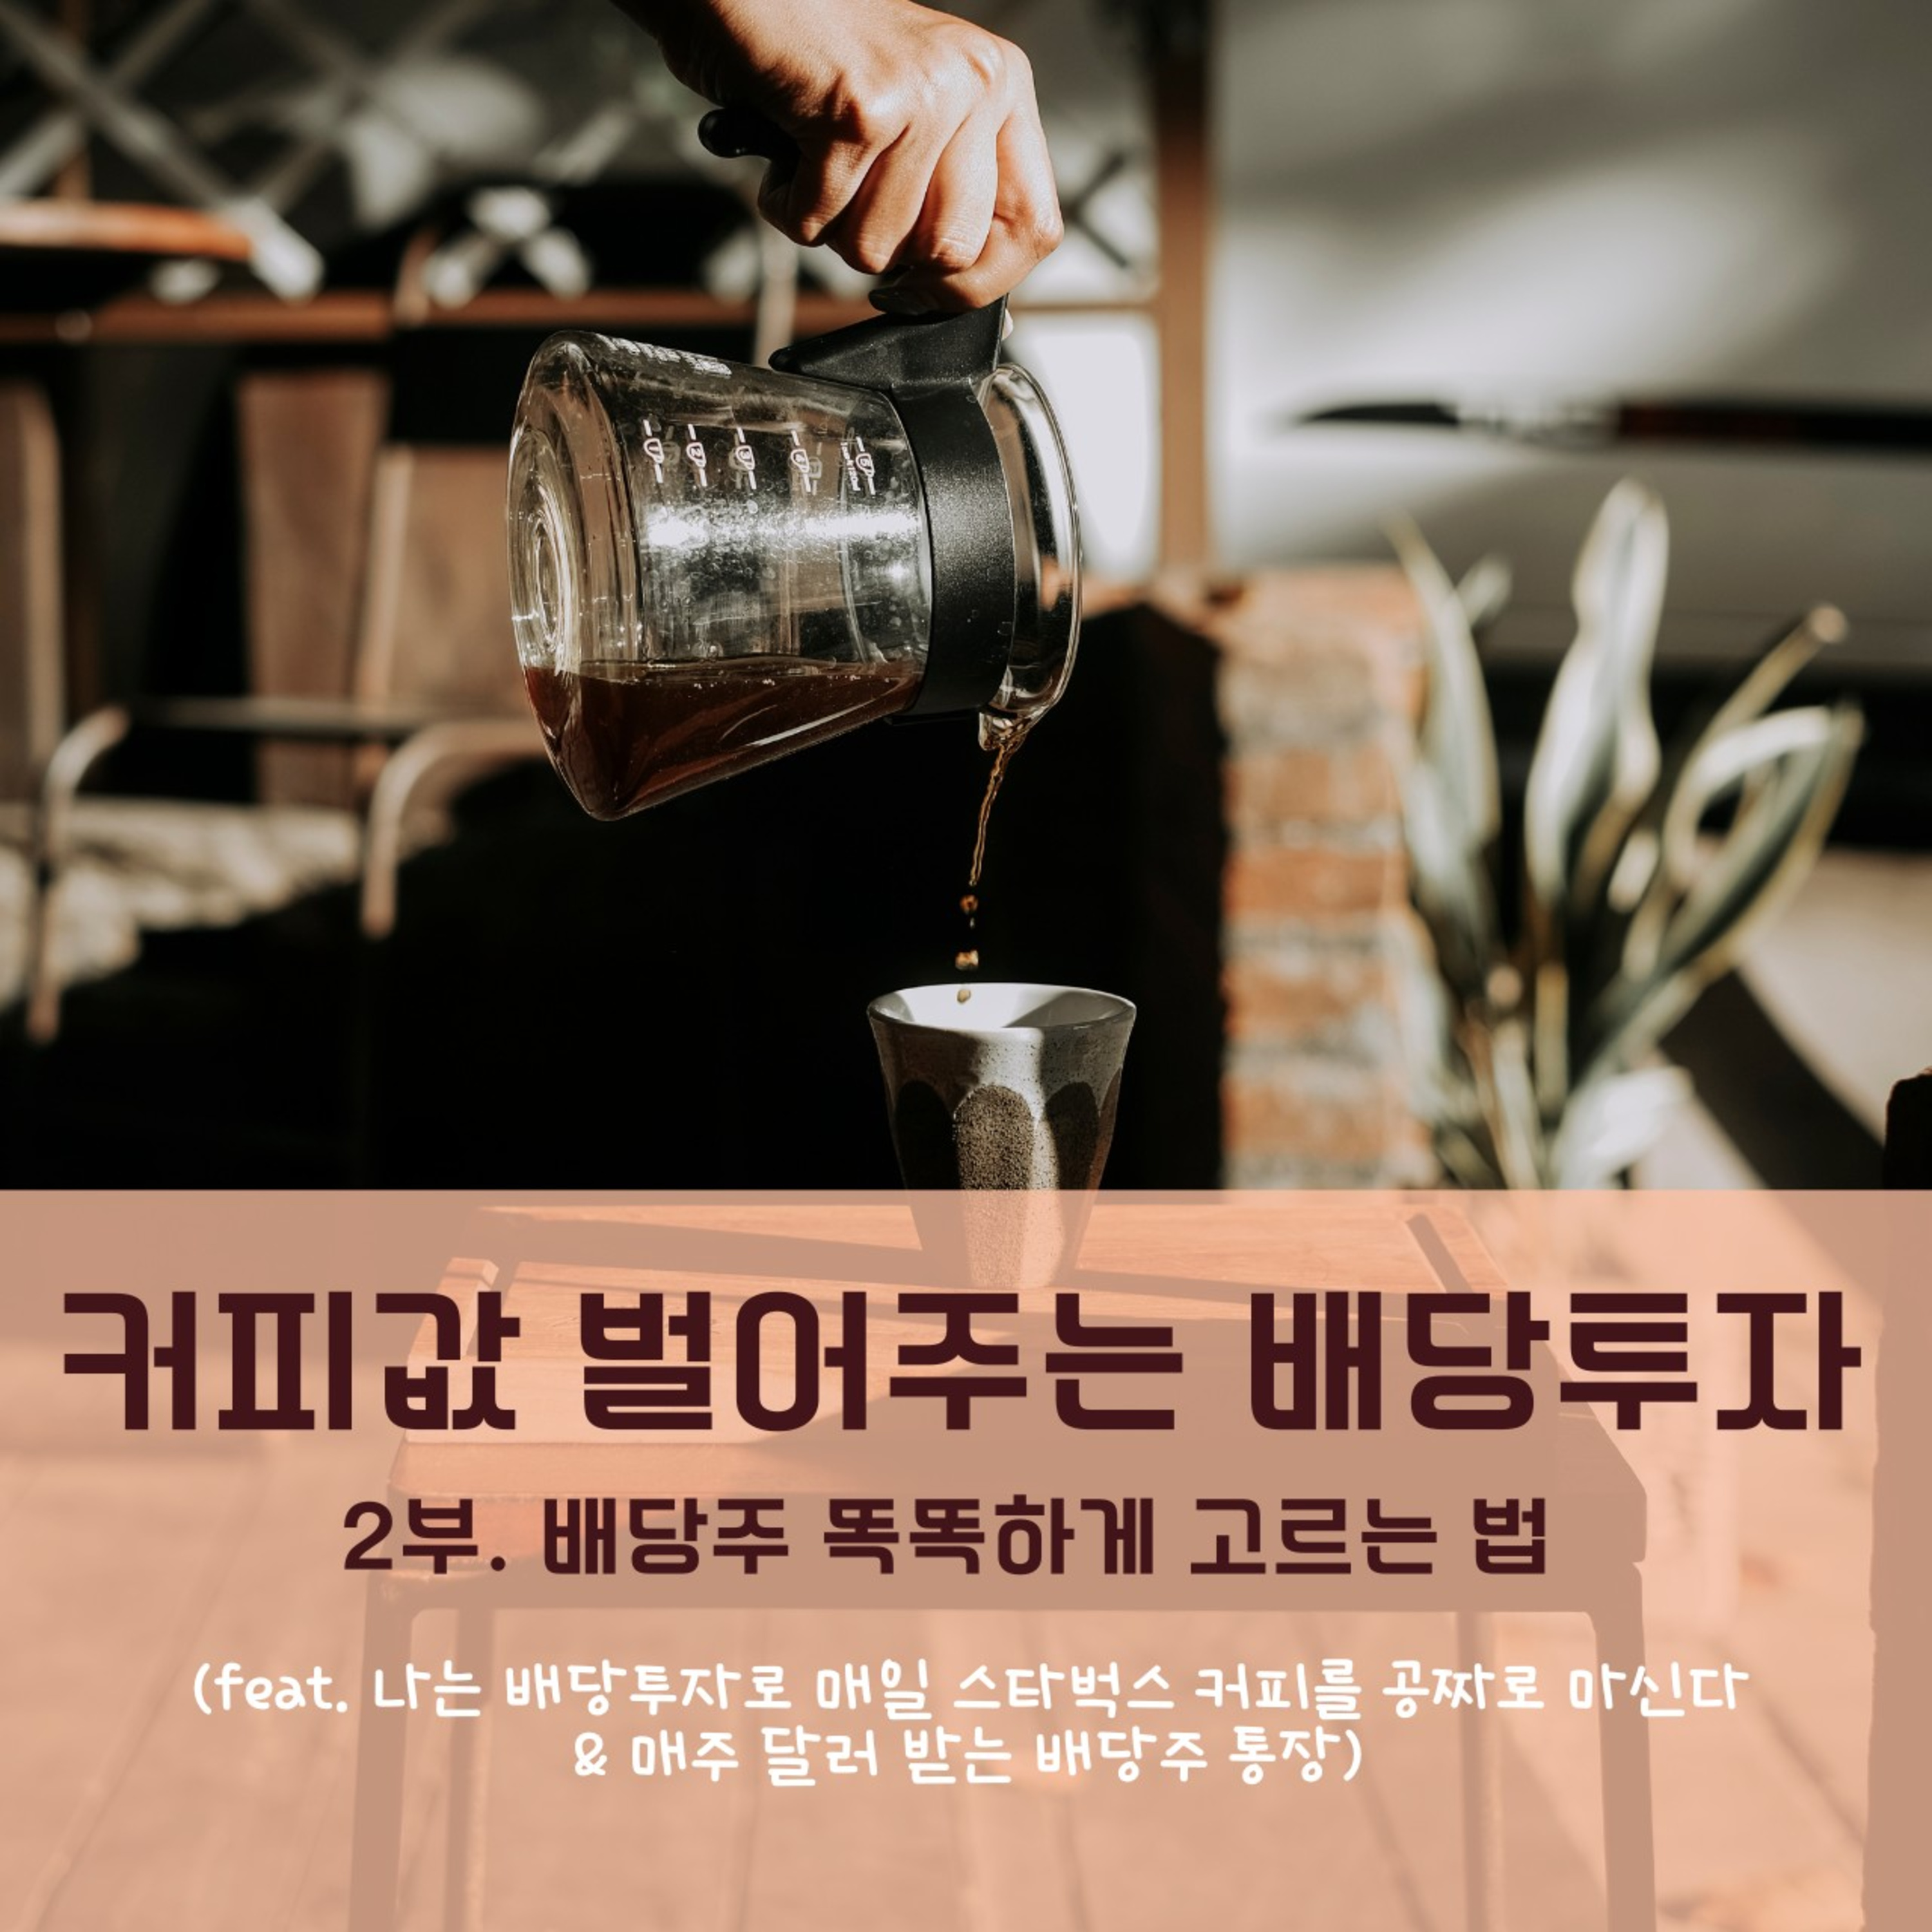 커피값 벌어주는 배당투자
2부. 배당주 똑똑하게 고르는 법
(feat. 나는 배당투자로 매일 스타벅스 커피를 공짜로 마신다
& 매주 달러 받는 배당주 통장)